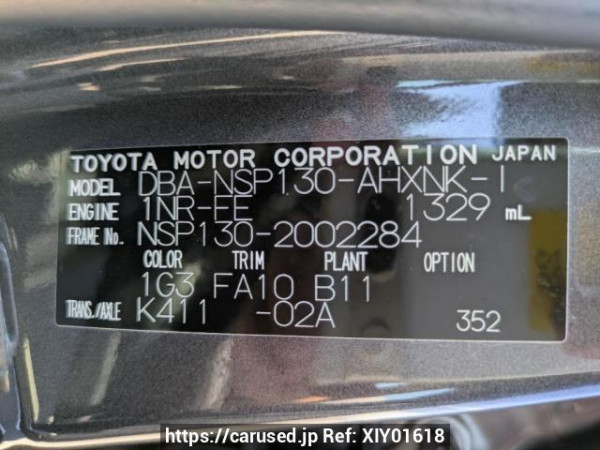 TOYOTA MOTOR CORPORATION JAPAN
MODEL DBA-NSP130-AHXNK-I
ENGINE 1NR-FE 1329 mL
FRAME No. NSP130-2002284
COLOR TRIM PLANT OPTION
1G3 FA10 B11
TRANS./AXLE K411 -02A 352
https://carused.jp Ref: XIY01618